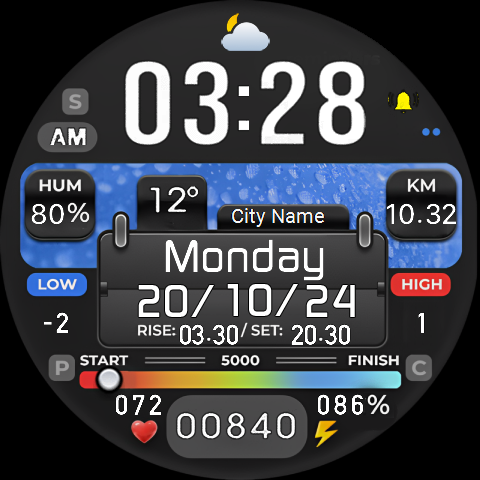 03:28
S
AM
HUM
80%
12°
City Name
KM
10.32
Monday
20/10/24
RISE: 03.30 / SET: 20.30
LOW
-2
HIGH
1
P
START 5000 FINISH
C
072
00840
086%